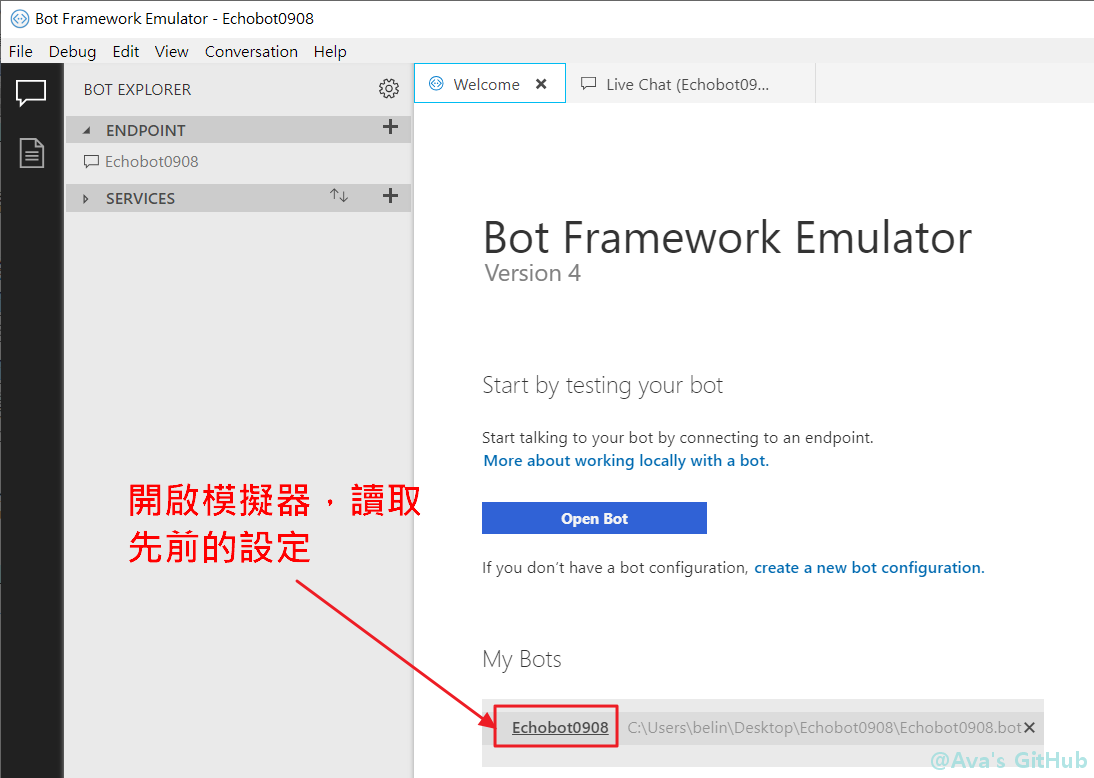 Bot Framework Emulator - Echobot0908
File Debug Edit View Conversation Help
BOT EXPLORER
ENDPOINT
Echobot0908
SERVICES
Welcome
Live Chat (Echobot09...
Bot Framework Emulator
Version 4
Start by testing your bot
Start talking to your bot by connecting to an endpoint.
More about working locally with a bot.
Open Bot
If you don't have a bot configuration, create a new bot configuration.
開啟模擬器，讀取
先前的設定
My Bots
Echobot0908 C:\Users\belin\Desktop\Echobot0908\Echobot0908.bot
@Ava's GitHub